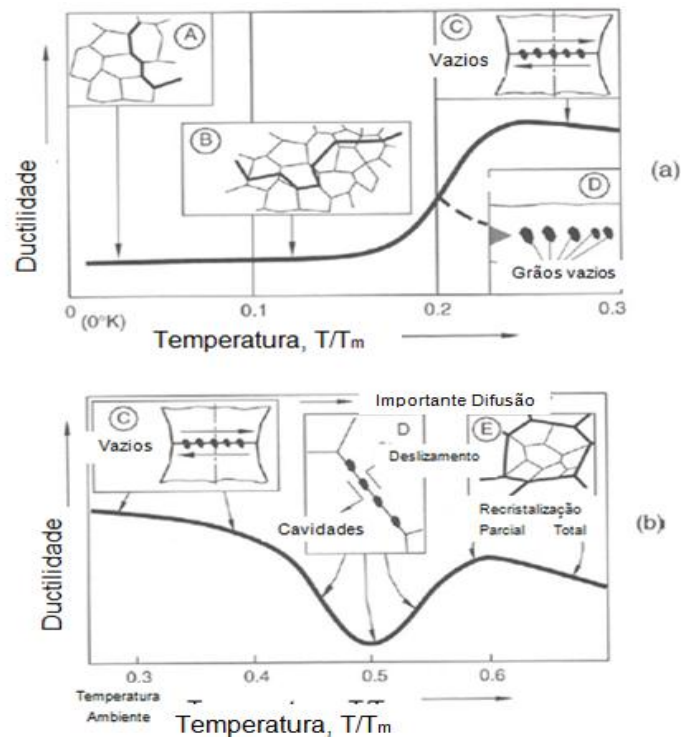 A
B
C
Vazios
D
Grãos vazios
(a)
Ductilidade
0
(0°K)
0.1
0.2
0.3
Temperatura, T/Tm
Importante Difusão
C
Vazios
D
Deslizamento
Cavidades
E
Recristalização
Parcial Total
(b)
Ductilidade
0.3
0.4
0.5
0.6
Temperatura
Ambiente
Temperatura, T/Tm